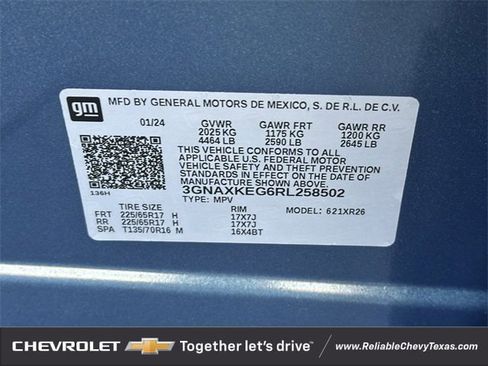 gm
MFD BY GENERAL MOTORS DE MEXICO, S. DE R.L. DE C.V.
01/24 GVWR GAWR FRT GAWR RR
2025 KG 1175 KG 1200 KG
4464 LB 2590 LB 2645 LB
THIS VEHICLE CONFORMS TO ALL
APPLICABLE U.S. FEDERAL MOTOR
VEHICLE SAFETY AND THEFT PREVENTION
STANDARDS IN EFFECT ON THE DATE OF
MANUFACTURE SHOWN ABOVE.
136H 3GNAXKEG6RL258502
TYPE: MPV
TIRE SIZE RIM MODEL: 621XR26
FRT 225/65R17 H 17X7J
RR 225/65R17 H 17X7J
SPA T135/70R16 M 16X4BT
CHEVROLET Together let's drive™ www.ReliableChevyTexas.com